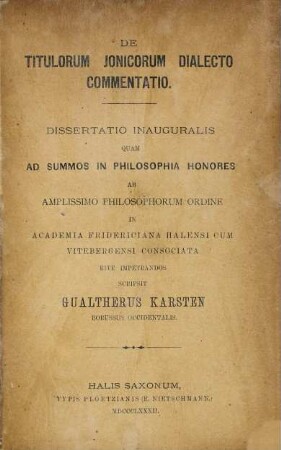 DE
TITULORUM JONICORUM DIALECTO
COMMENTATIO.
DISSERTATIO INAUGURALIS
QUAM
AD SUMMOS IN PHILOSOPHIA HONORES
AB
AMPLISSIMO PHILOSOPHORUM ORDINE
IN
ACADEMIA FRIDERICIANA HALENSI CUM
VITEBERGENSI CONSOCIATA
RITE IMPETRANDOS
SCRIPSIT
GUALTHERUS KARSTEN
BORUSSUS OCCIDENTALIS.
HALIS SAXONUM,
TYPIS PLOETZIANIS (R. NIETSCHMANN.)
MDCCCLXXXII.